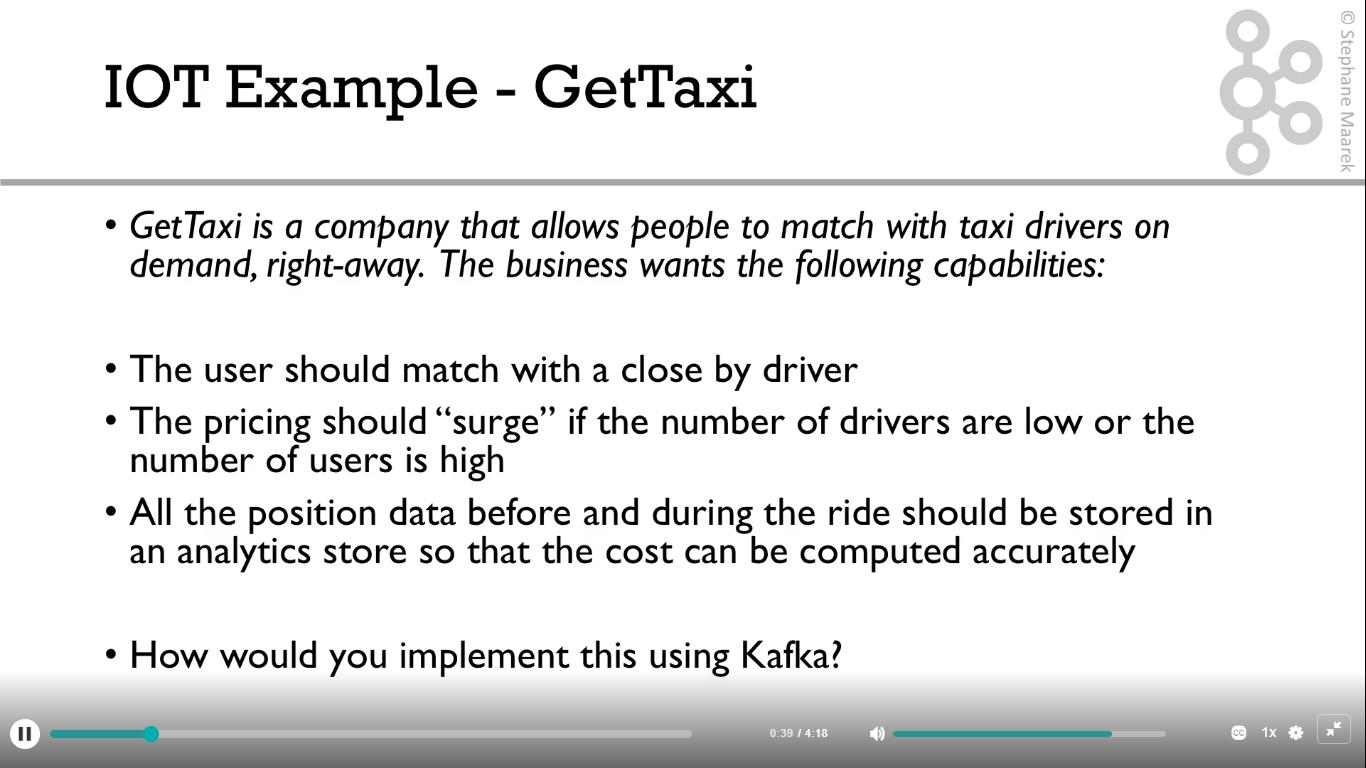 IOT Example - GetTaxi
© Stephane Maarek
• GetTaxi is a company that allows people to match with taxi drivers on
demand, right-away. The business wants the following capabilities:
• The user should match with a close by driver
• The pricing should “surge” if the number of drivers are low or the
number of users is high
• All the position data before and during the ride should be stored in
an analytics store so that the cost can be computed accurately
• How would you implement this using Kafka?
0:39 / 4:18
CC
1x